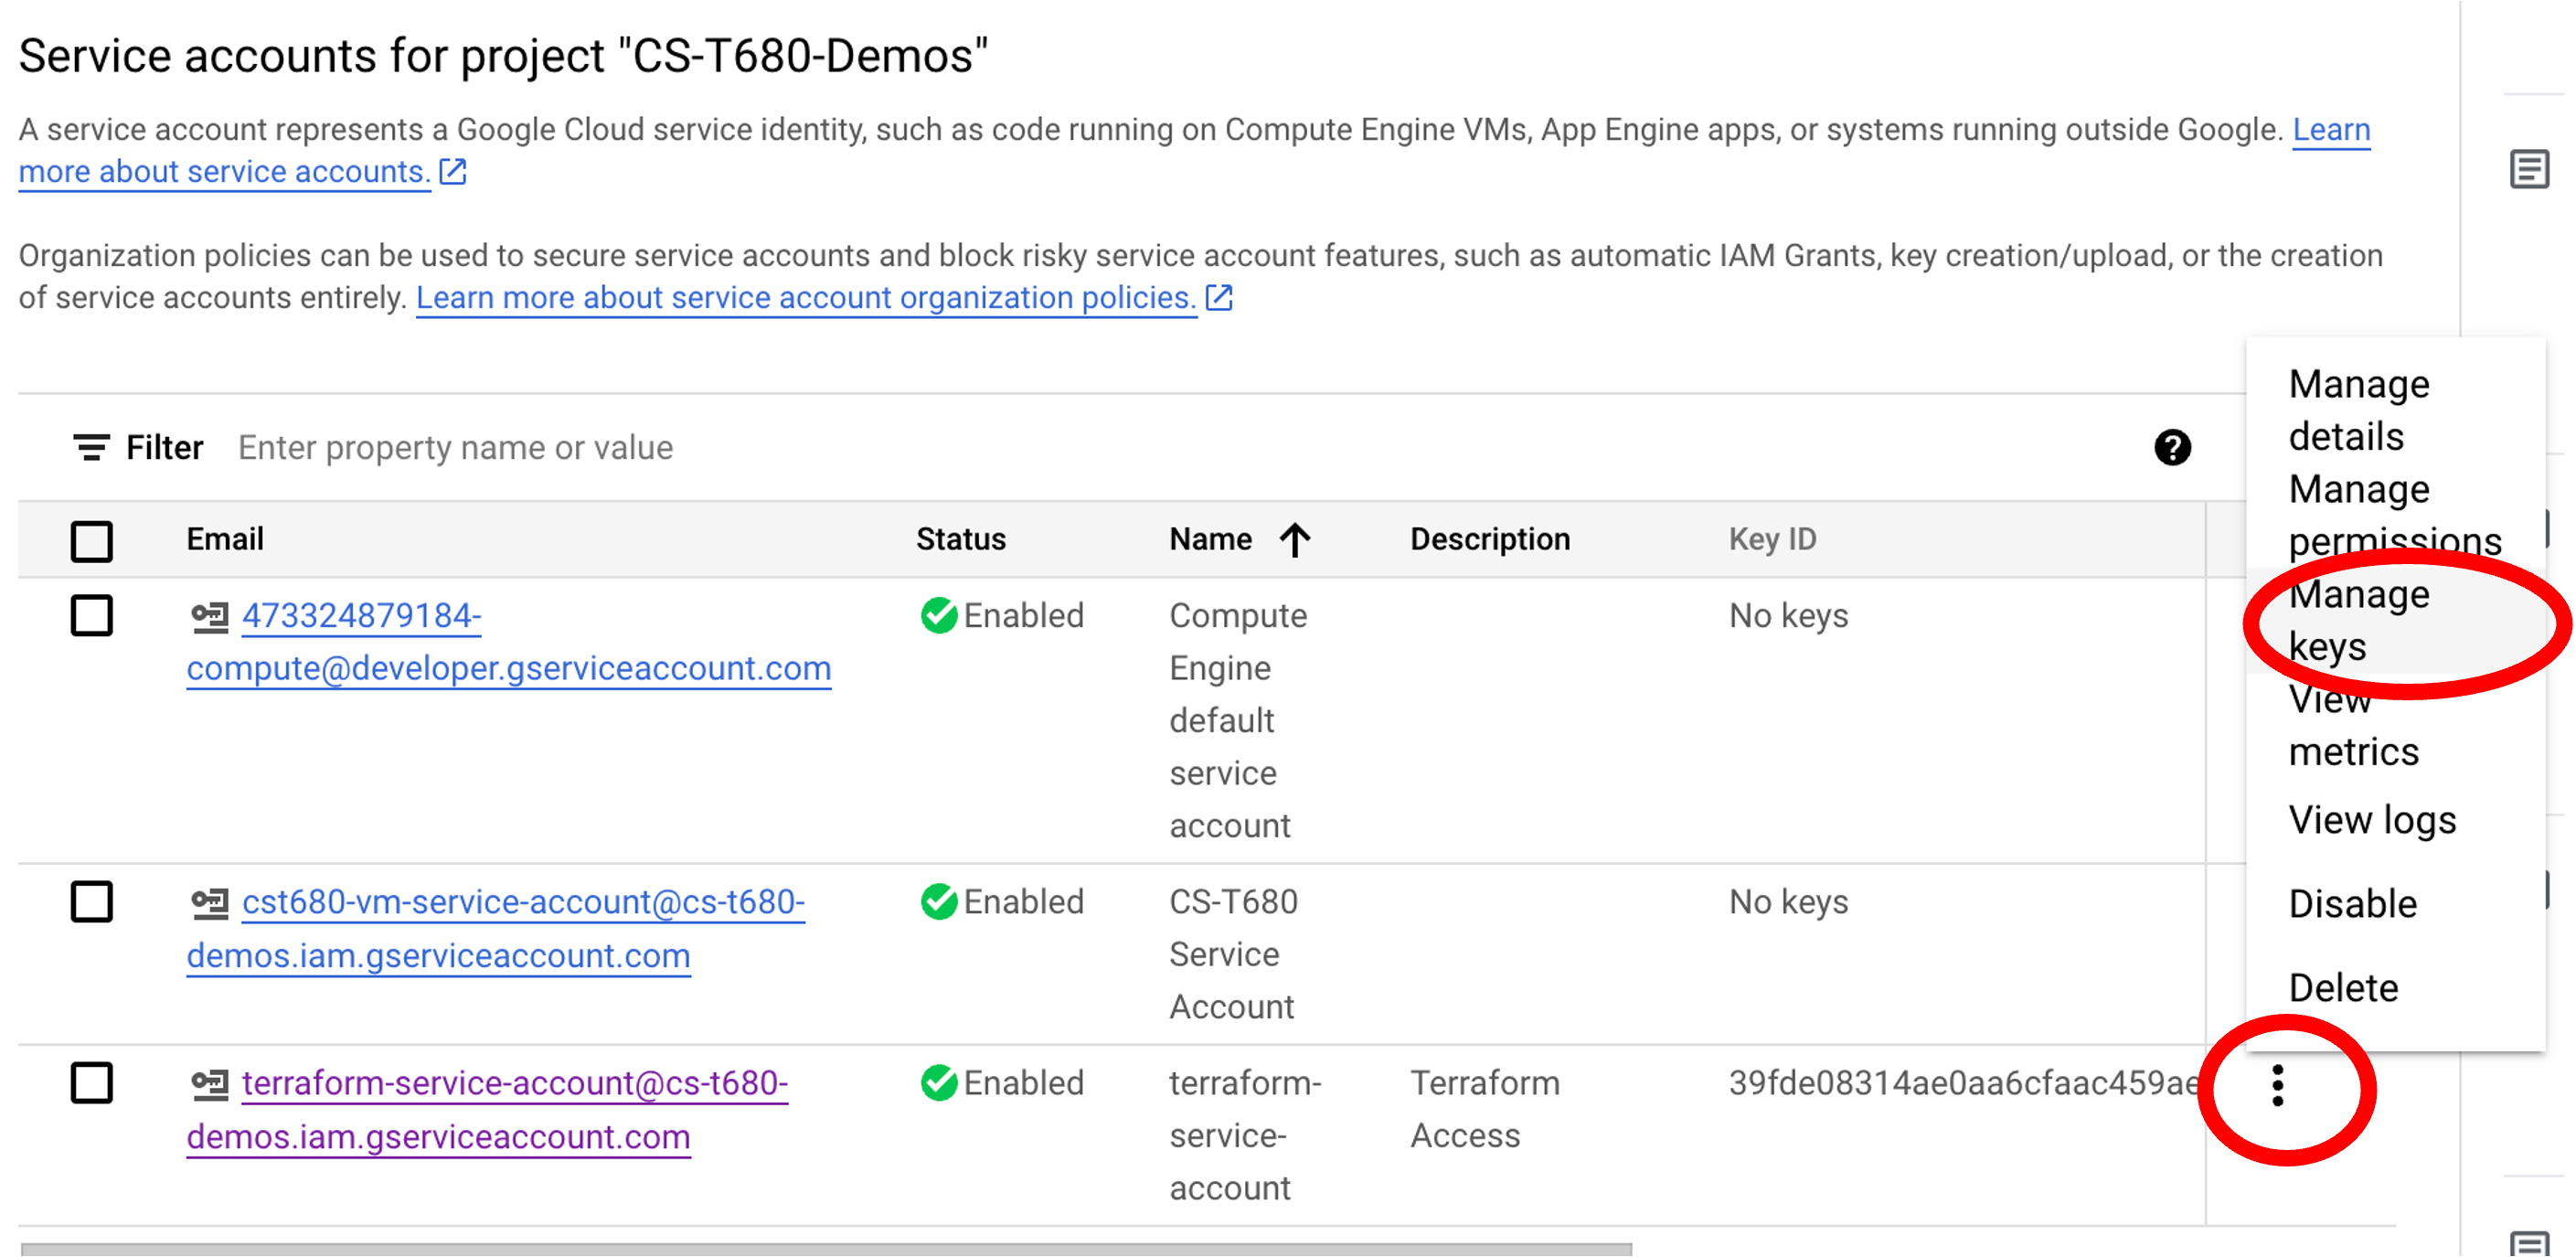 Service accounts for project "CS-T680-Demos"
A service account represents a Google Cloud service identity, such as code running on Compute Engine VMs, App Engine apps, or systems running outside Google. Learn
more about service accounts.
Organization policies can be used to secure service accounts and block risky service account features, such as automatic IAM Grants, key creation/upload, or the creation
of service accounts entirely. Learn more about service account organization policies.
Filter Enter property name or value
Email Status Name Description Key ID
473324879184-
compute@developer.gserviceaccount.com
Enabled
Compute
Engine
default
service
account
No keys
cst680-vm-service-account@cs-t680-
demos.iam.gserviceaccount.com
Enabled
CS-T680
Service
Account
No keys
terraform-service-account@cs-t680-
demos.iam.gserviceaccount.com
Enabled
terraform-
service-
account
Terraform
Access
39fde08314ae0aa6cfaac459ae
Manage
details
Manage
permissions
Manage
keys
View
metrics
View logs
Disable
Delete